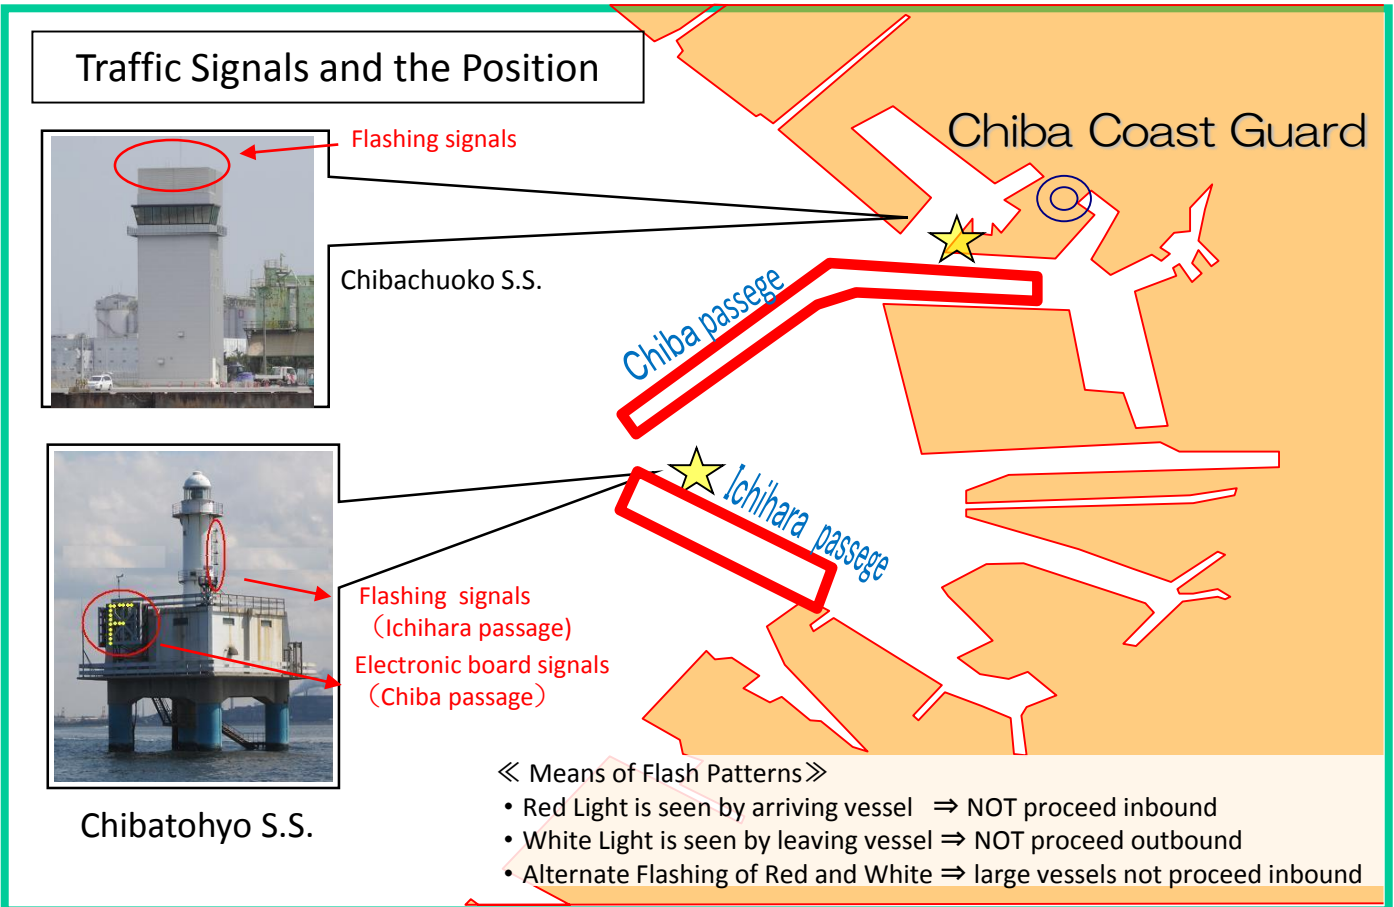 Traffic Signals and the Position
Flashing signals
Chibachuoko S.S.
Chiba Coast Guard
Chiba passege
Ichihara passege
F
Flashing signals
（Ichihara passage)
Electronic board signals
（Chiba passage）
Chibatohyo S.S.
≪ Means of Flash Patterns≫
• Red Light is seen by arriving vessel ⇒ NOT proceed inbound
• White Light is seen by leaving vessel ⇒ NOT proceed outbound
• Alternate Flashing of Red and White ⇒ large vessels not proceed inbound